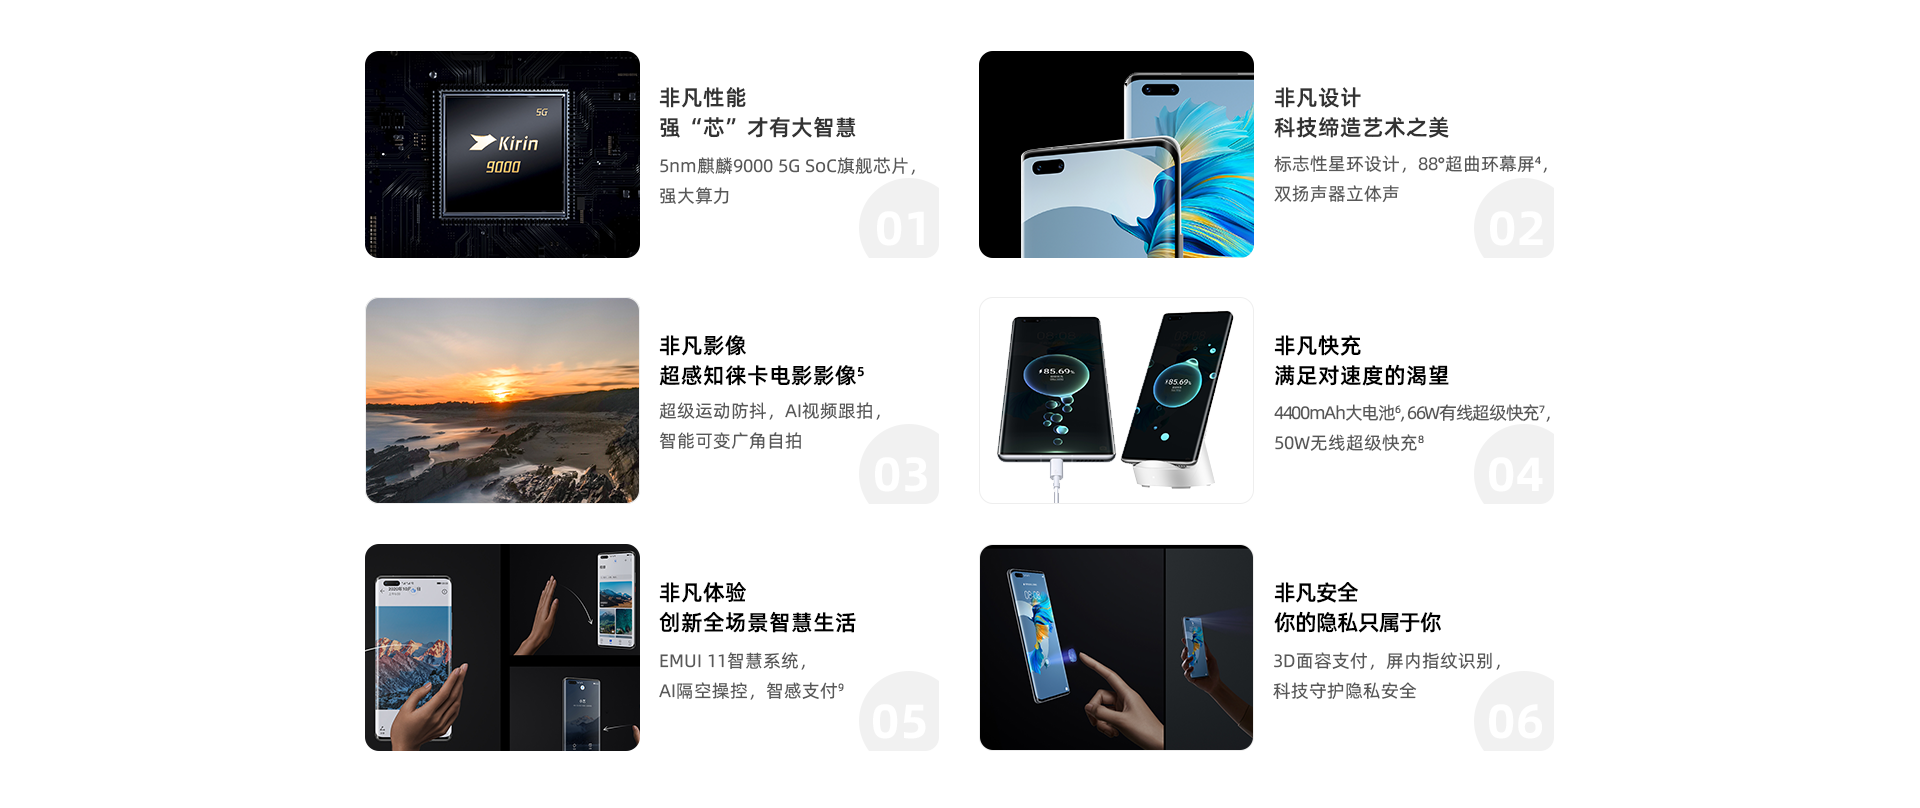 5G
Kirin
9000
非凡性能
强“芯”才有大智慧
5nm麒麟9000 5G SoC旗舰芯片，
强大算力
01
非凡设计
科技缔造艺术之美
标志性星环设计，88°超曲环幕屏⁴，
双扬声器立体声
02
非凡影像
超感知徕卡电影影像⁵
超级运动防抖，AI视频跟拍，
智能可变广角自拍
03
85.69%
85.69%
非凡快充
满足对速度的渴望
4400mAh大电池⁶, 66W有线超级快充⁷，
50W无线超级快充⁸
04
非凡体验
创新全场景智慧生活
EMUI 11智慧系统，
AI隔空操控，智感支付⁹
05
非凡安全
你的隐私只属于你
3D面容支付，屏内指纹识别，
科技守护隐私安全
06